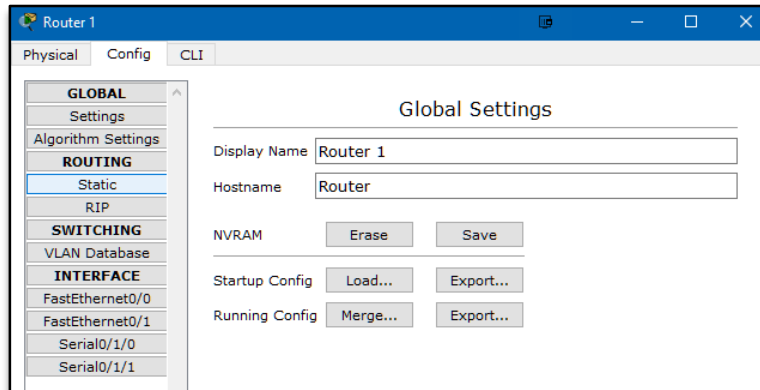 Router 1
Physical Config CLI
GLOBAL
Settings
Algorithm Settings
ROUTING
Static
RIP
SWITCHING
VLAN Database
INTERFACE
FastEthernet0/0
FastEthernet0/1
Serial0/1/0
Serial0/1/1
Global Settings
Display Name Router 1
Hostname Router
NVRAM Erase Save
Startup Config Load... Export...
Running Config Merge... Export...